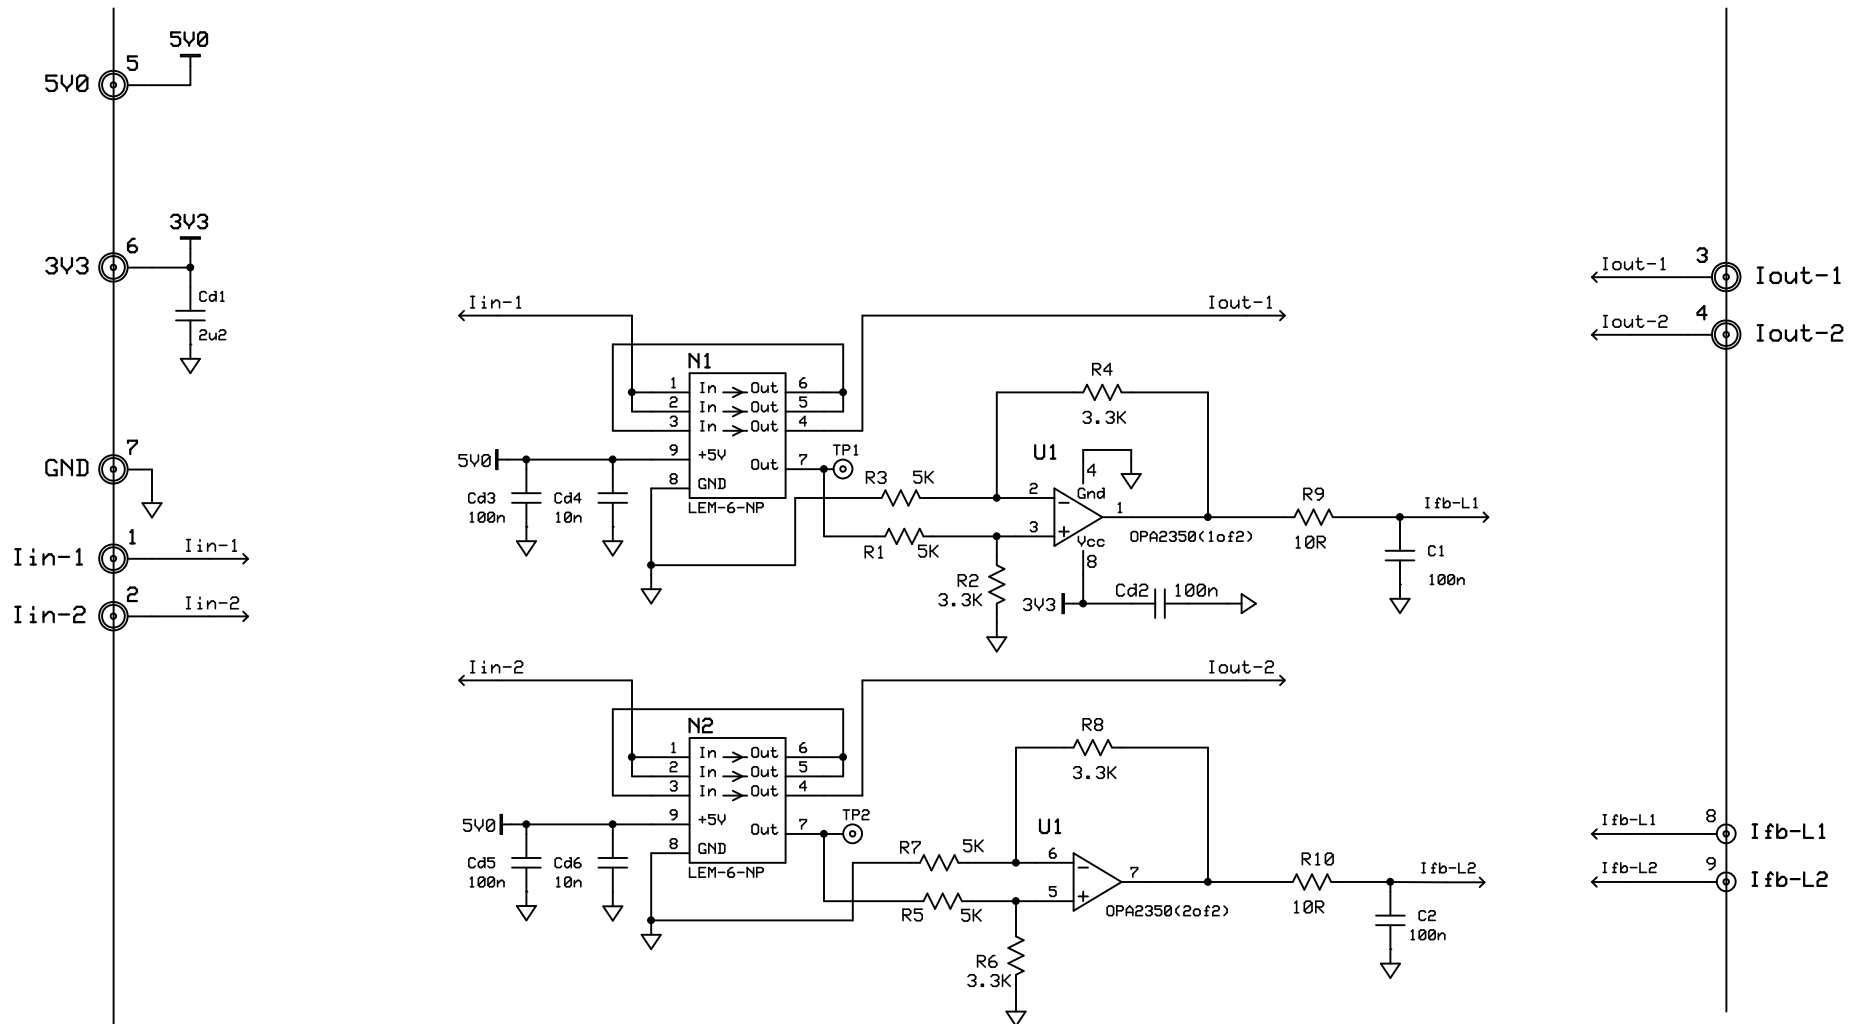 5V0
5
5V0
3V3
6
3V3
Cd1
2u2
GND
7
Iin-1
1
Iin-1
Iin-2
2
Iin-2
Iin-1
Iout-1
N1
1 In Out 6
2 In Out 5
3 In Out 4
9 +5V
Out 7
8 GND
LEM-6-NP
5V0
Cd3
100n
Cd4
10n
TP1
R3 5K
R1 5K
R2
3.3K
R4
3.3K
U1
4
Gnd
2
3
1
Vcc
8
OPA2350(1of2)
3V3
Cd2 100n
R9
10R
Ifb-L1
C1
100n
Iin-2
Iout-2
N2
1 In Out 6
2 In Out 5
3 In Out 4
9 +5V
Out 7
8 GND
LEM-6-NP
5V0
Cd5
100n
Cd6
10n
TP2
R7 5K
R5 5K
R6
3.3K
R8
3.3K
U1
6
5
7
OPA2350(2of2)
R10
10R
Ifb-L2
C2
100n
Iout-1
3
Iout-1
Iout-2
4
Iout-2
Ifb-L1
8
Ifb-L1
Ifb-L2
9
Ifb-L2